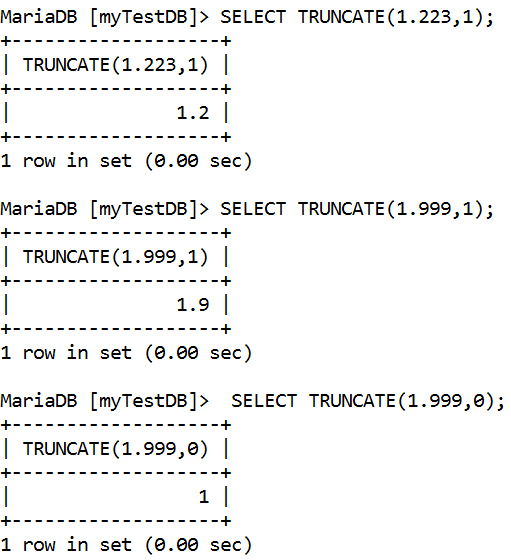 MariaDB [myTestDB]> SELECT TRUNCATE(1.223,1);
+-------------------+
| TRUNCATE(1.223,1) |
+-------------------+
|               1.2 |
+-------------------+
1 row in set (0.00 sec)

MariaDB [myTestDB]> SELECT TRUNCATE(1.999,1);
+-------------------+
| TRUNCATE(1.999,1) |
+-------------------+
|               1.9 |
+-------------------+
1 row in set (0.00 sec)

MariaDB [myTestDB]>  SELECT TRUNCATE(1.999,0);
+-------------------+
| TRUNCATE(1.999,0) |
+-------------------+
|                 1 |
+-------------------+
1 row in set (0.00 sec)